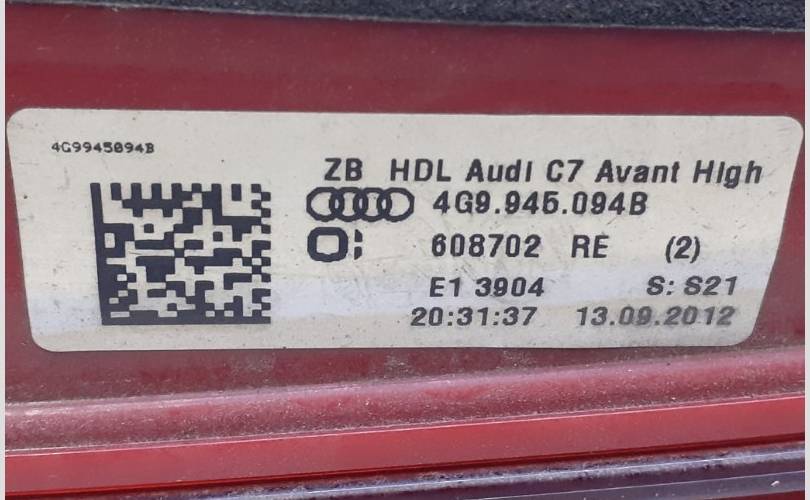 4G9945094B
ZB HDL Audi C7 Avant High
4G9.945.094B
608702 RE (2)
E1 3904 S: S21
20:31:37 13.09.2012